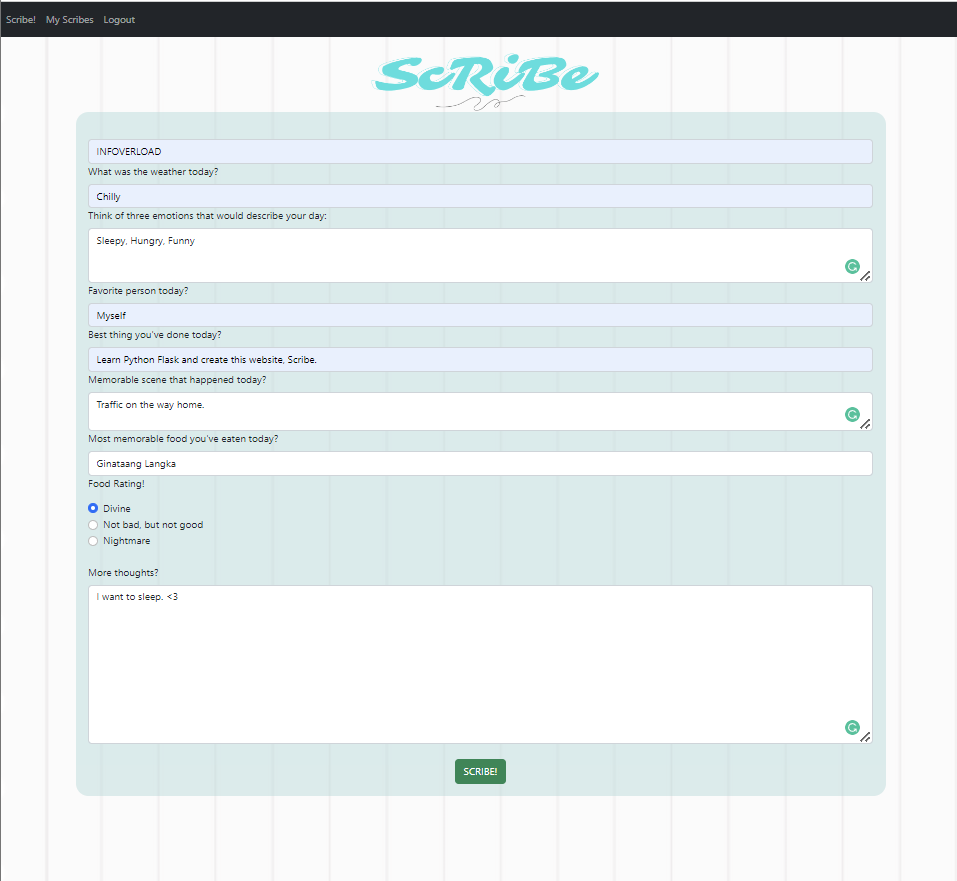 Scribe! My Scribes Logout
ScRiBe
INFOVERLOAD
What was the weather today?
Chilly
Think of three emotions that would describe your day:
Sleepy, Hungry, Funny
Favorite person today?
Myself
Best thing you've done today?
Learn Python Flask and create this website, Scribe.
Memorable scene that happened today?
Traffic on the way home.
Most memorable food you've eaten today?
Ginataang Langka
Food Rating!
Divine
Not bad, but not good
Nightmare
More thoughts?
I want to sleep. <3
SCRIBE!